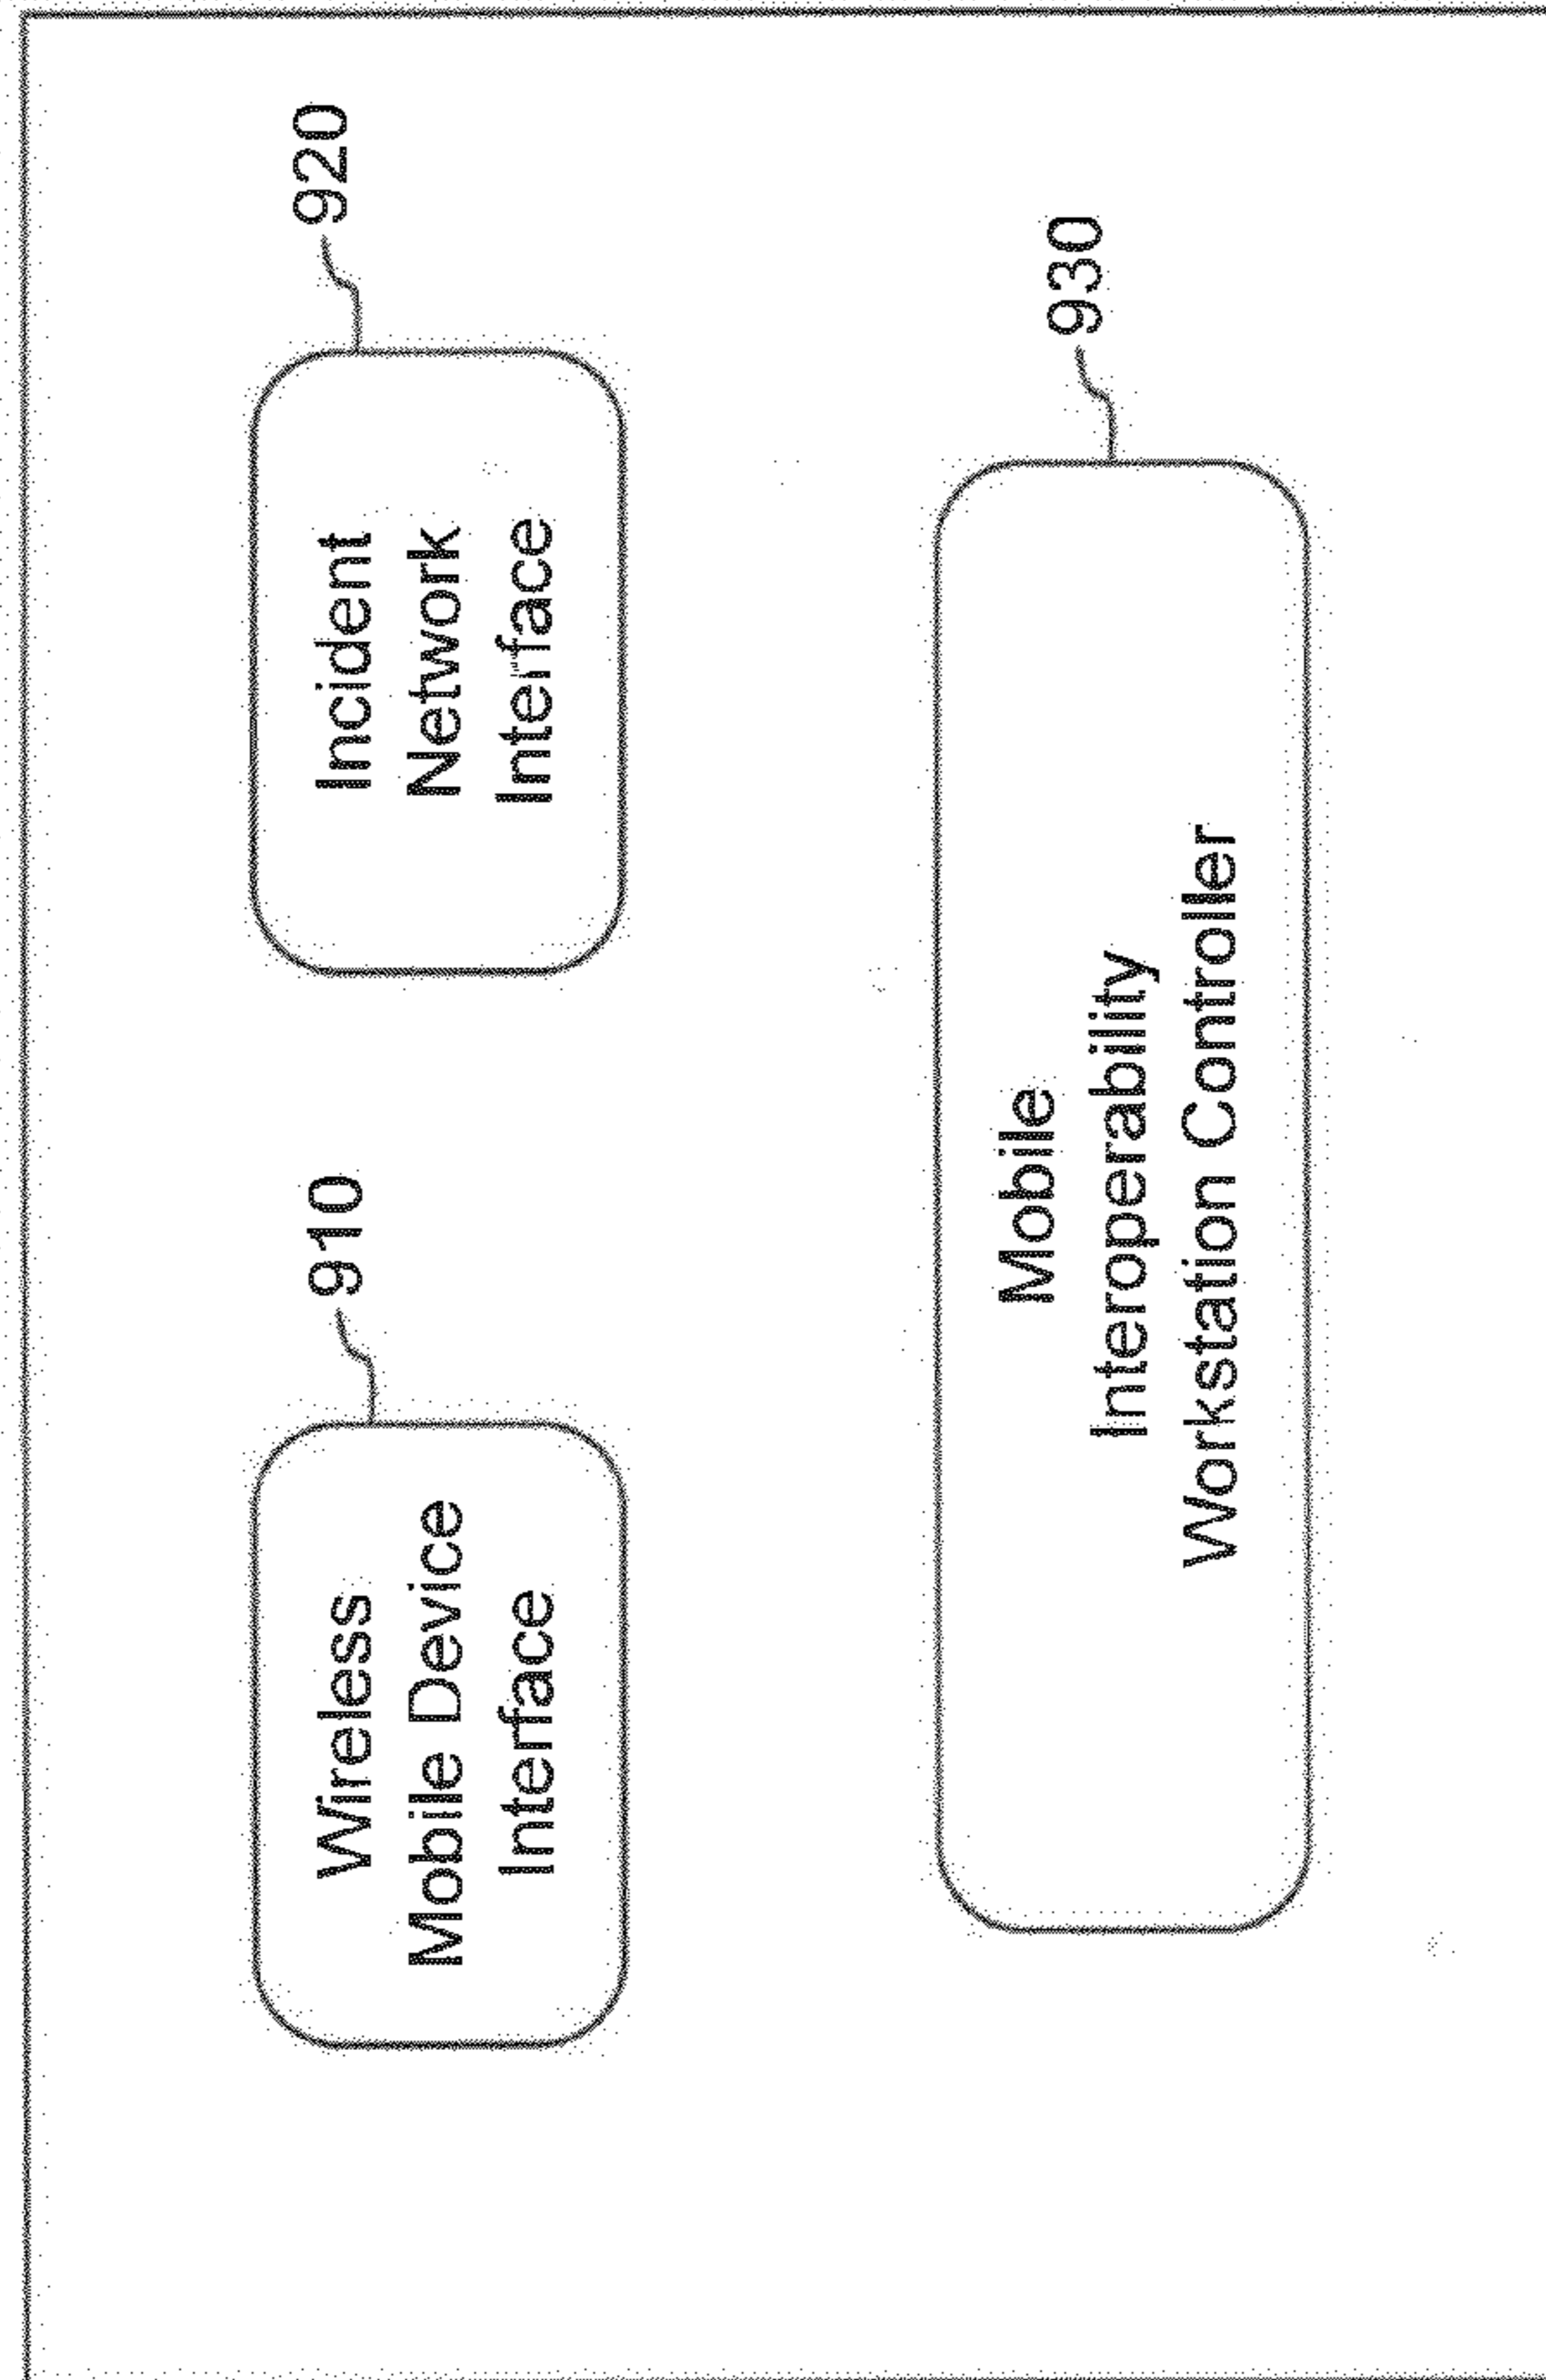 910
Wireless
Mobile Device
Interface
920
Incident
Network
Interface
930
Mobile
Interoperability
Workstation Controller